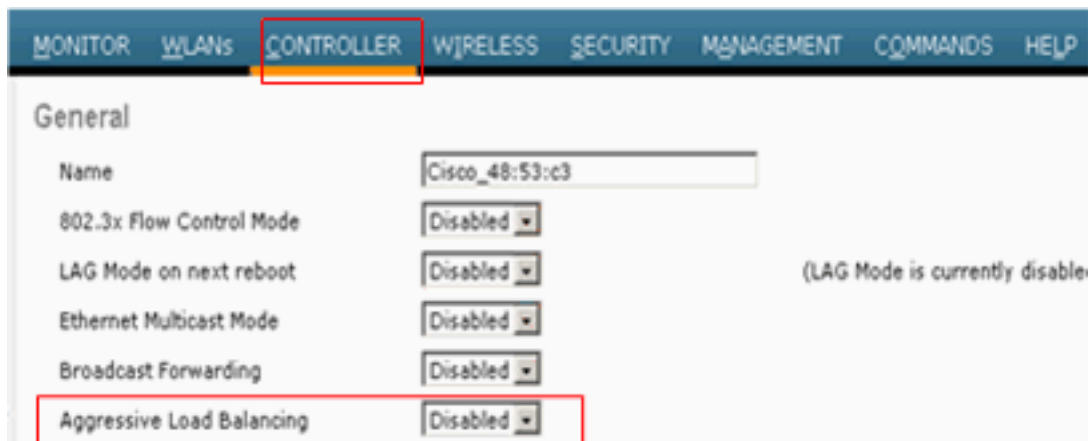 MONITOR WLANs CONTROLLER WIRELESS SECURITY MANAGEMENT COMMANDS HELP
General
Name Cisco_48:53:c3
802.3x Flow Control Mode Disabled
LAG Mode on next reboot Disabled (LAG Mode is currently disabled
Ethernet Multicast Mode Disabled
Broadcast Forwarding Disabled
Aggressive Load Balancing Disabled